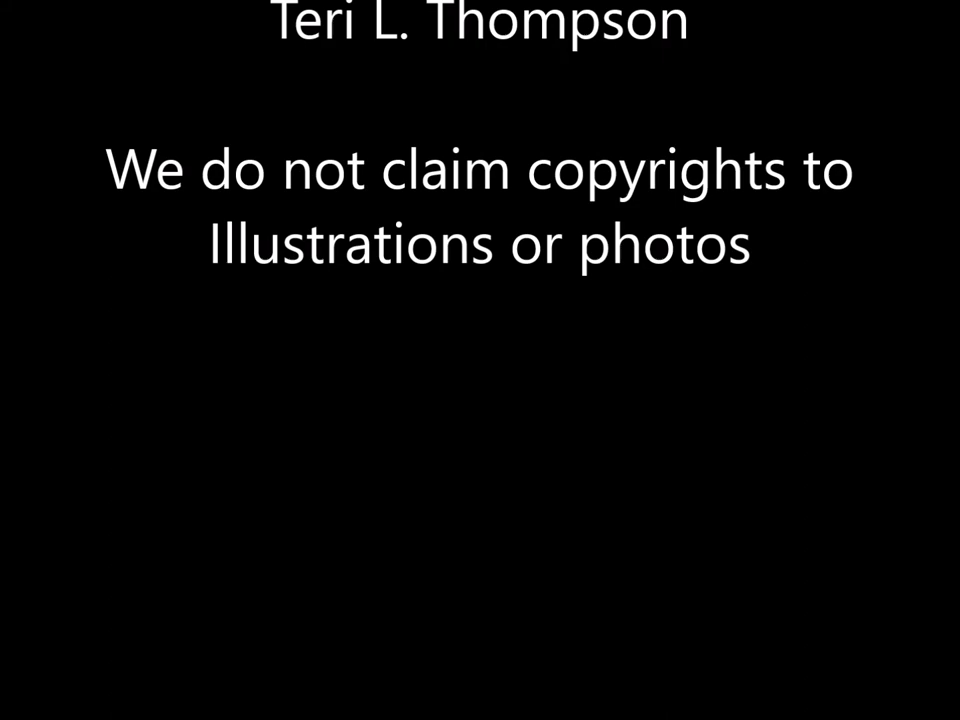 Teri L. Thompson
We do not claim copyrights to
Illustrations or photos